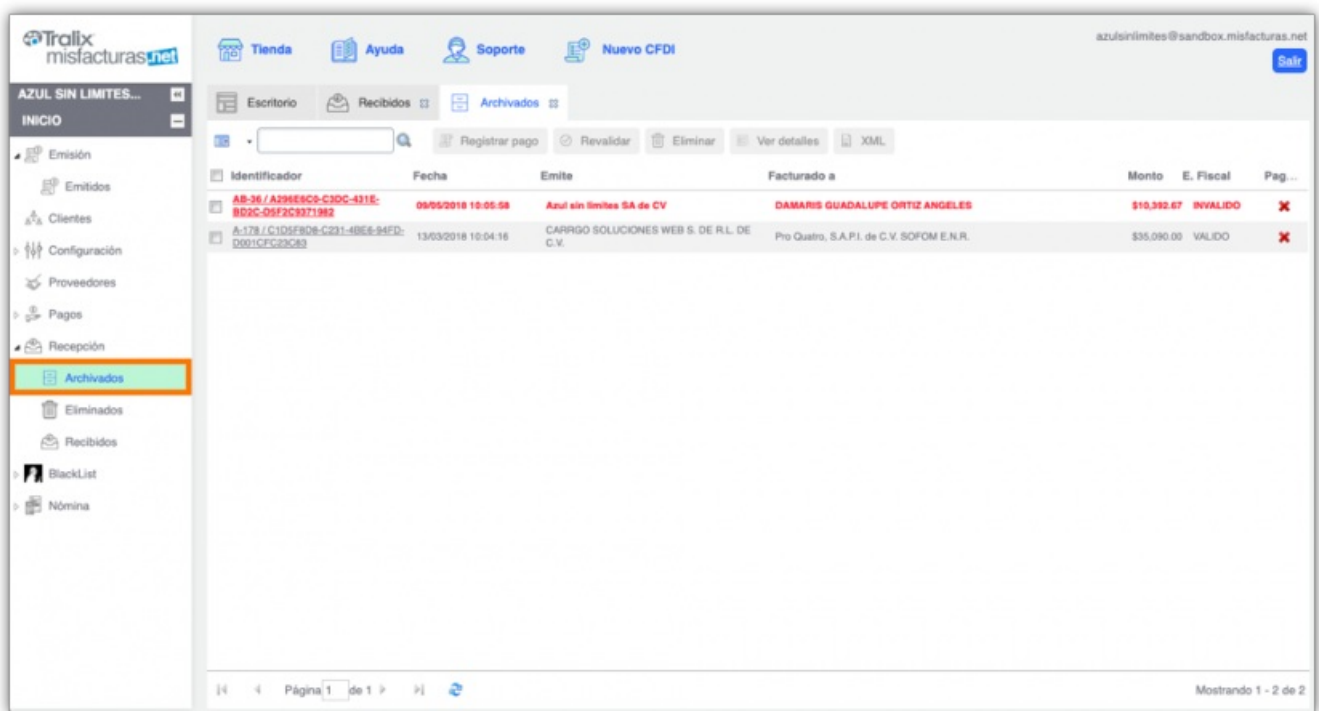 Tralix
misfacturas.net
Tienda
Ayuda
Soporte
Nuevo CFDI
azulsinlimites@sandbox.misfacturas.net
Salir
AZUL SIN LIMITES...
INICIO
Escritorio
Recibidos
Archivados
Registrar pago
Revalidar
Eliminar
Ver detalles
XML
Emisión
Emitidos
Clientes
Configuración
Proveedores
Pagos
Recepción
Archivados
Eliminados
Recibidos
BlackList
Nómina
Identificador Fecha Emite Facturado a Monto E. Fiscal Pag...
AB-36 / A296E6C0-C3DC-431E-
BD2C-D5F2C9371982
09/05/2018 10:05:58
Azul sin limites SA de CV
DAMARIS GUADALUPE ORTIZ ANGELES
$10,392.67 INVALIDO
A-178 / C1D5F8D8-C231-4BE6-94FD-
D001CFC23C83
13/03/2018 10:04:16
CARRGO SOLUCIONES WEB S. DE R.L. DE
C.V.
Pro Quatro, S.A.P.I. de C.V. SOFOM E.N.R.
$35,090.00 VALIDO
Página 1 de 1
Mostrando 1 - 2 de 2